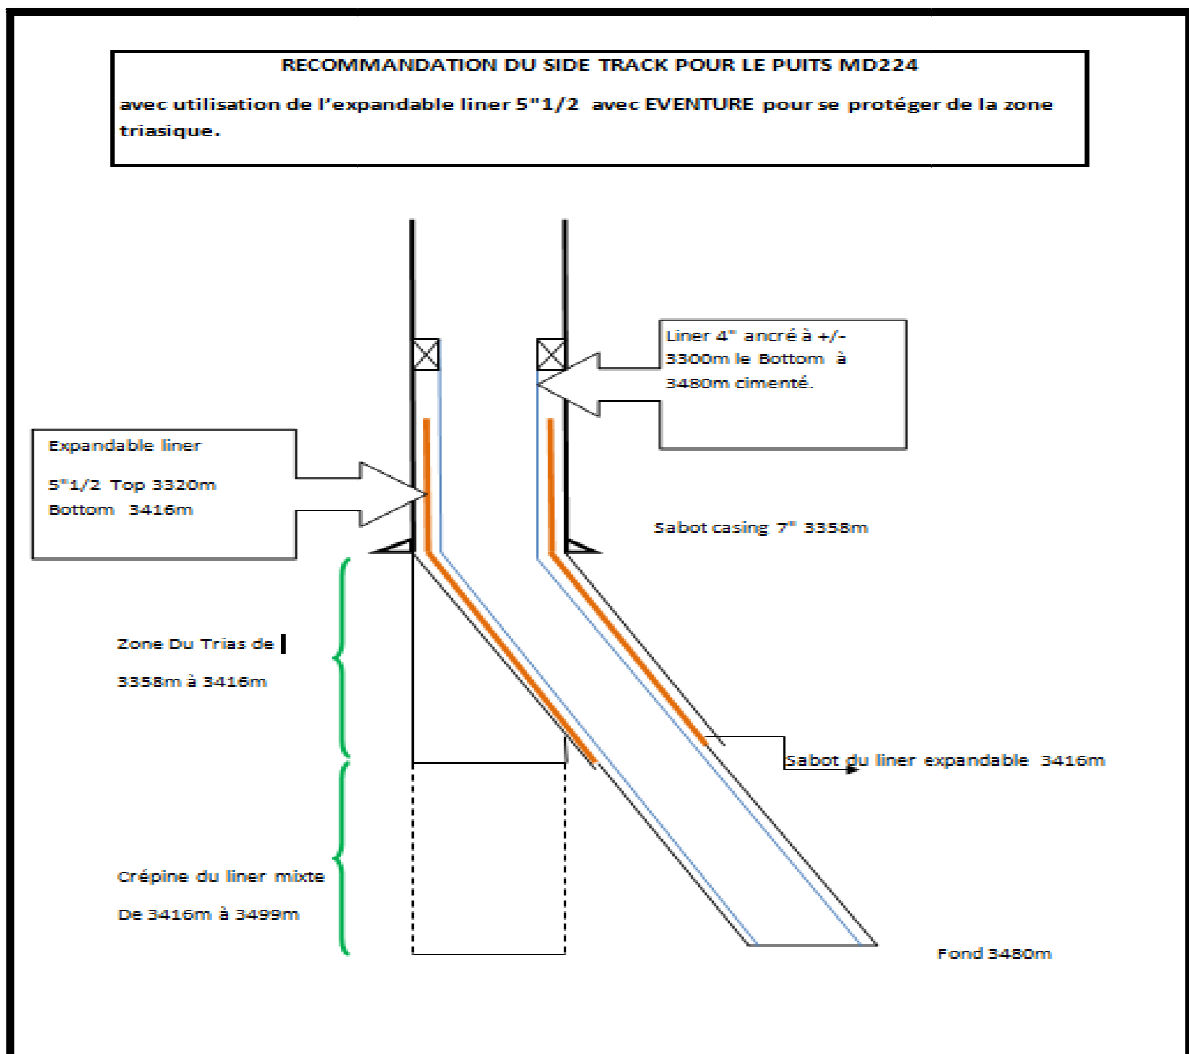 RECOMMANDATION DU SIDE TRACK POUR LE PUITS MD224
avec utilisation de l'expandable liner 5"1/2 avec EVENTURE pour se protéger de la zone
triasique.
Liner 4" ancré à +/-
3300m le Bottom à
3480m cimenté.
Expandable liner
5"1/2 Top 3320m
Bottom 3416m
Sabot casing 7" 3358m
Zone Du Trias de
3358m à 3416m
Sabot du liner expandable 3416m
Crépine du liner mixte
De 3416m à 3499m
Fond 3480m